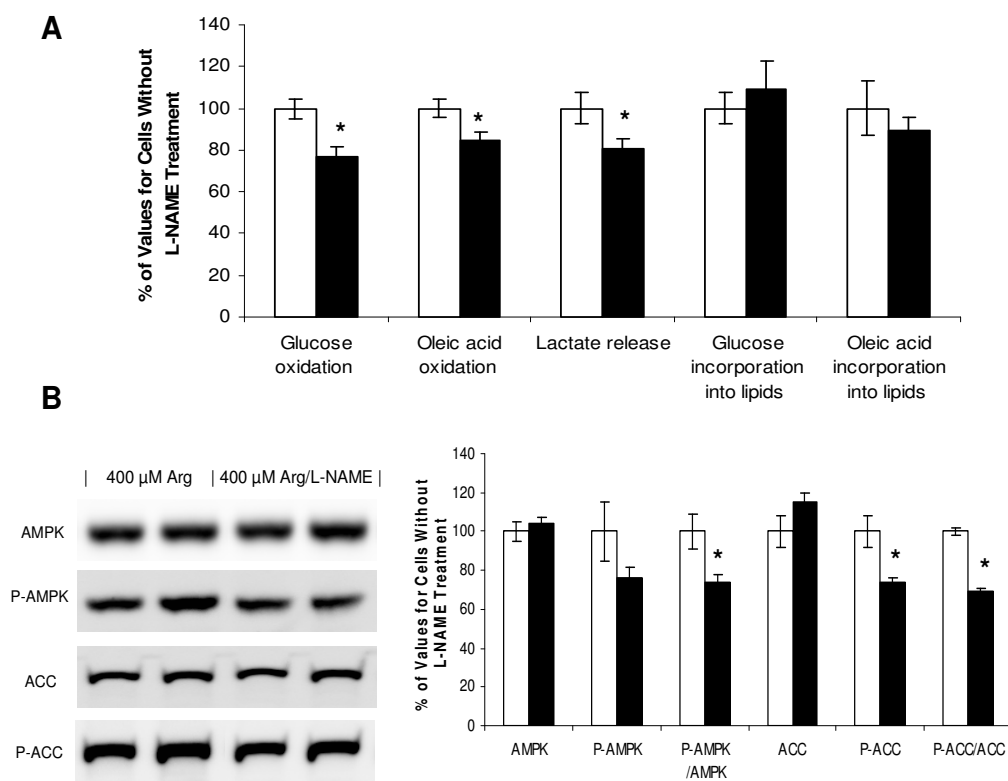 A
% of Values for Cells Without
L-NAME Treatment
140
120
100
80
60
40
20
0
*
*
*
Glucose
oxidation
Oleic acid
oxidation
Lactate release
Glucose
incorporation
into lipids
Oleic acid
incorporation
into lipids
B
| 400 µM Arg | 400 µM Arg/L-NAME |
AMPK
P-AMPK
ACC
P-ACC
% of Values for Cells Without
L-NAME Treatment
140
120
100
80
60
40
20
0
*
*
*
AMPK
P-AMPK
P-AMPK
/AMPK
ACC
P-ACC
P-ACC/ACC